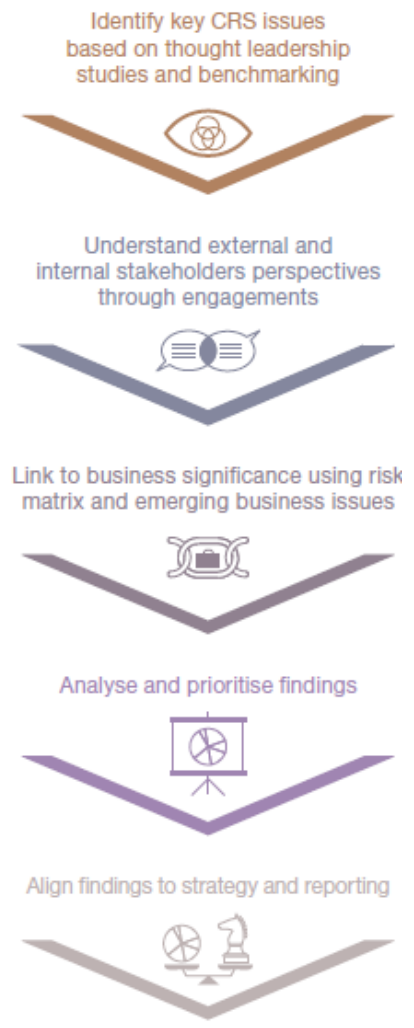 Identify key CRS issues
based on thought leadership
studies and benchmarking
Understand external and
internal stakeholders perspectives
through engagements
Link to business significance using risk
matrix and emerging business issues
Analyse and prioritise findings
Align findings to strategy and reporting